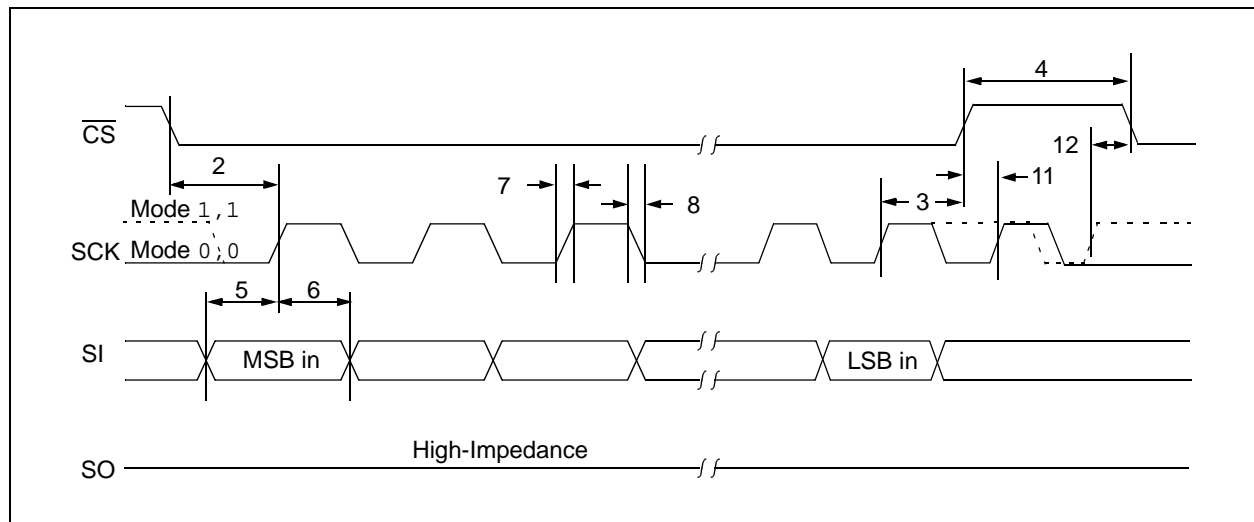 4
CS
12
2
7
8
3
11
Mode 1,1
SCK Mode 0,0
5 6
SI MSB in LSB in
High-Impedance
SO